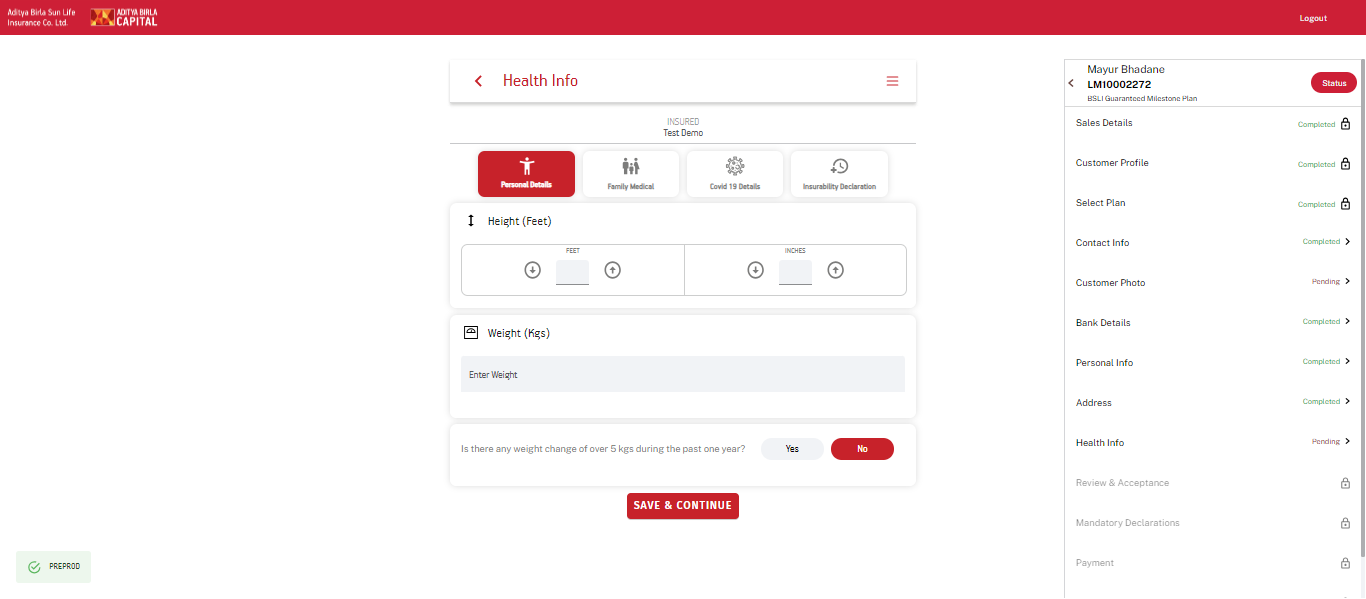 Aditya Birla Sun Life
Insurance Co. Ltd.
ADITYA BIRLA
CAPITAL
Logout
Health Info
INSURED
Test Demo
Personal Details
Family Medical
Covid 19 Details
Insurability Declaration
Height (Feet)
FEET
INCHES
Weight (Kgs)
Enter Weight
Is there any weight change of over 5 kgs during the past one year?
Yes
No
SAVE & CONTINUE
PREPROD
Mayur Bhadane
LM10002272
BSLI Guaranteed Milestone Plan
Status
Sales Details Completed
Customer Profile Completed
Select Plan Completed
Contact Info Completed
Customer Photo Pending
Bank Details Completed
Personal Info Completed
Address Completed
Health Info Pending
Review & Acceptance
Mandatory Declarations
Payment